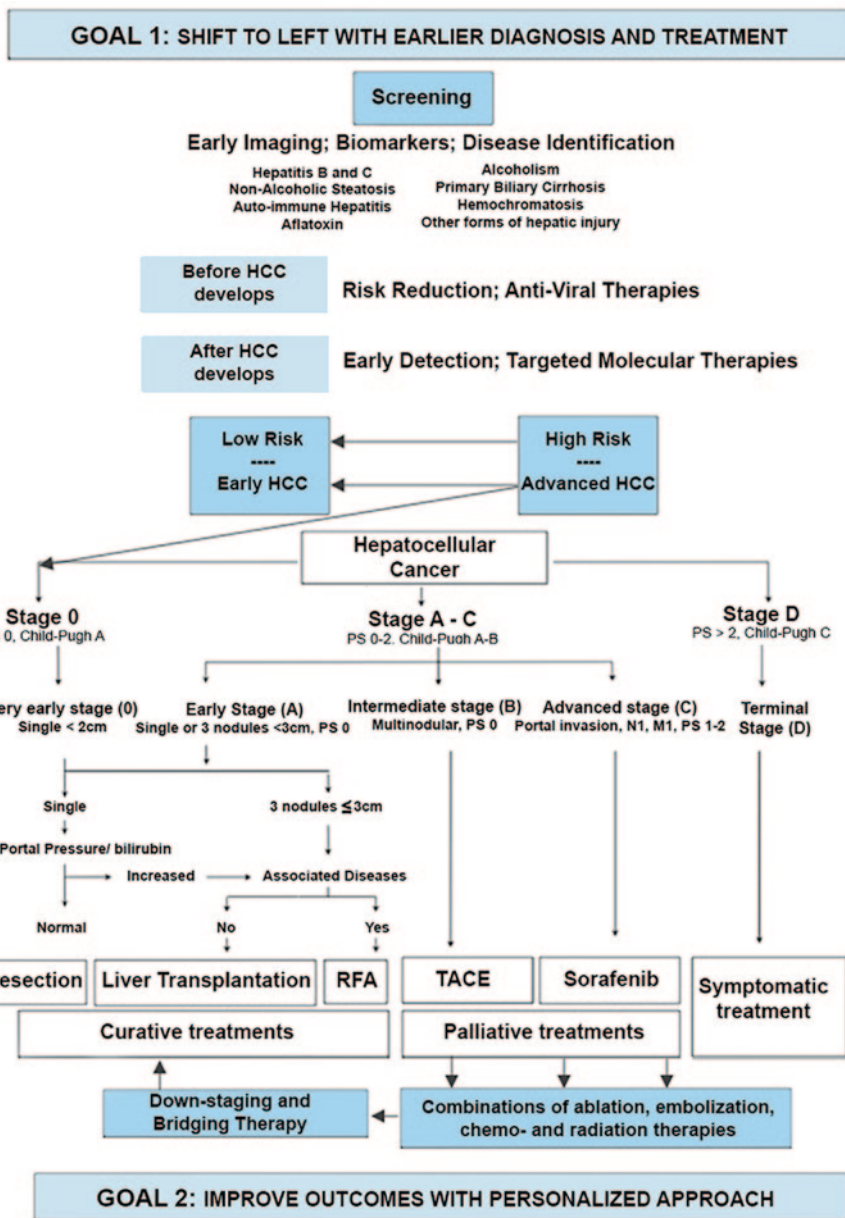 GOAL 1: SHIFT TO LEFT WITH EARLIER DIAGNOSIS AND TREATMENT
Screening
Early Imaging; Biomarkers; Disease Identification
Hepatitis B and C
Non-Alcoholic Steatosis
Auto-immune Hepatitis
Aflatoxin
Alcoholism
Primary Biliary Cirrhosis
Hemochromatosis
Other forms of hepatic injury
Before HCC
develops
Risk Reduction; Anti-Viral Therapies
After HCC
develops
Early Detection; Targeted Molecular Therapies
Low Risk
----
Early HCC
High Risk
----
Advanced HCC
Hepatocellular
Cancer
Stage 0
0, Child-Pugh A
Stage A - C
PS 0-2. Child-Pugh A-B
Stage D
PS > 2, Child-Pugh C
ery early stage (0)
Single < 2cm
Early Stage (A)
Single or 3 nodules <3cm, PS 0
Intermediate stage (B)
Multinodular, PS 0
Advanced stage (C)
Portal invasion, N1, M1, PS 1-2
Terminal
Stage (D)
Single
3 nodules ≦3cm
Portal Pressure/ bilirubin
Increased
Associated Diseases
Normal
No
Yes
esection
Liver Transplantation
RFA
TACE
Sorafenib
Symptomatic
treatment
Curative treatments
Palliative treatments
Down-staging and
Bridging Therapy
Combinations of ablation, embolization,
chemo- and radiation therapies
GOAL 2: IMPROVE OUTCOMES WITH PERSONALIZED APPROACH